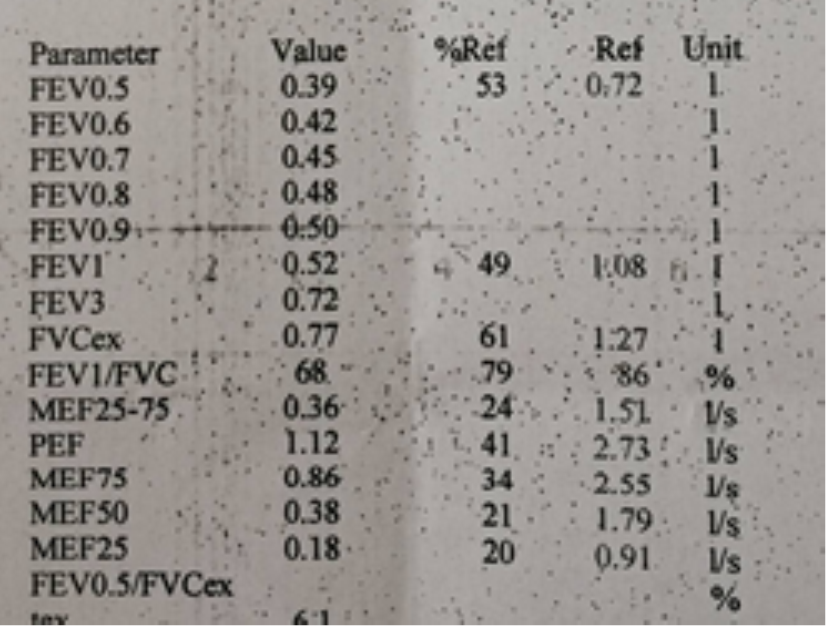 Parameter Value %Ref Ref Unit
FEV0.5 0.39 53 0.72 l
FEV0.6 0.42 l
FEV0.7 0.45 l
FEV0.8 0.48 l
FEV0.9 0.50 l
FEV1 0.52 49 1.08 l
FEV3 0.72 l
FVCex 0.77 61 1.27 l
FEV1/FVC 68 79 86 %
MEF25-75 0.36 24 1.51 l/s
PEF 1.12 41 2.73 l/s
MEF75 0.86 34 2.55 l/s
MEF50 0.38 21 1.79 l/s
MEF25 0.18 20 0.91 l/s
FEV0.5/FVCex %
tex 6.1